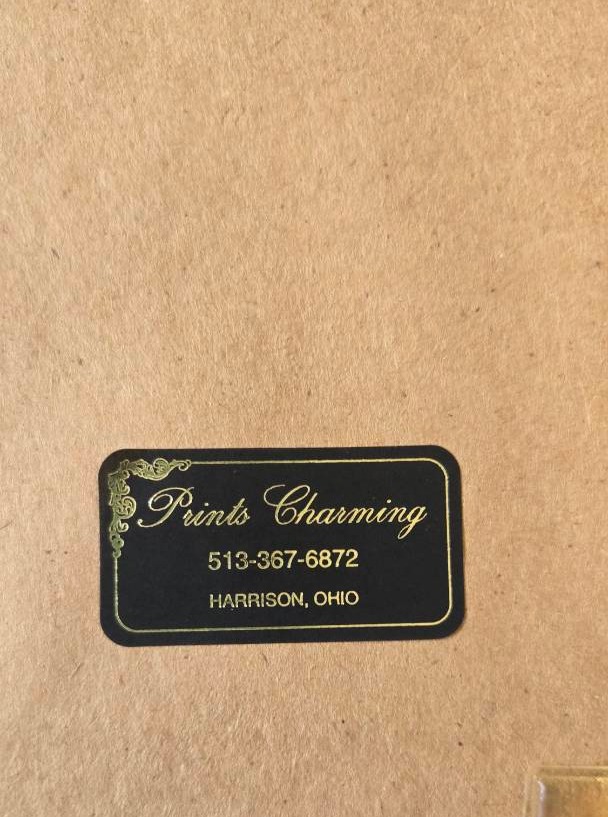 Prints Charming
513-367-6872
HARRISON, OHIO